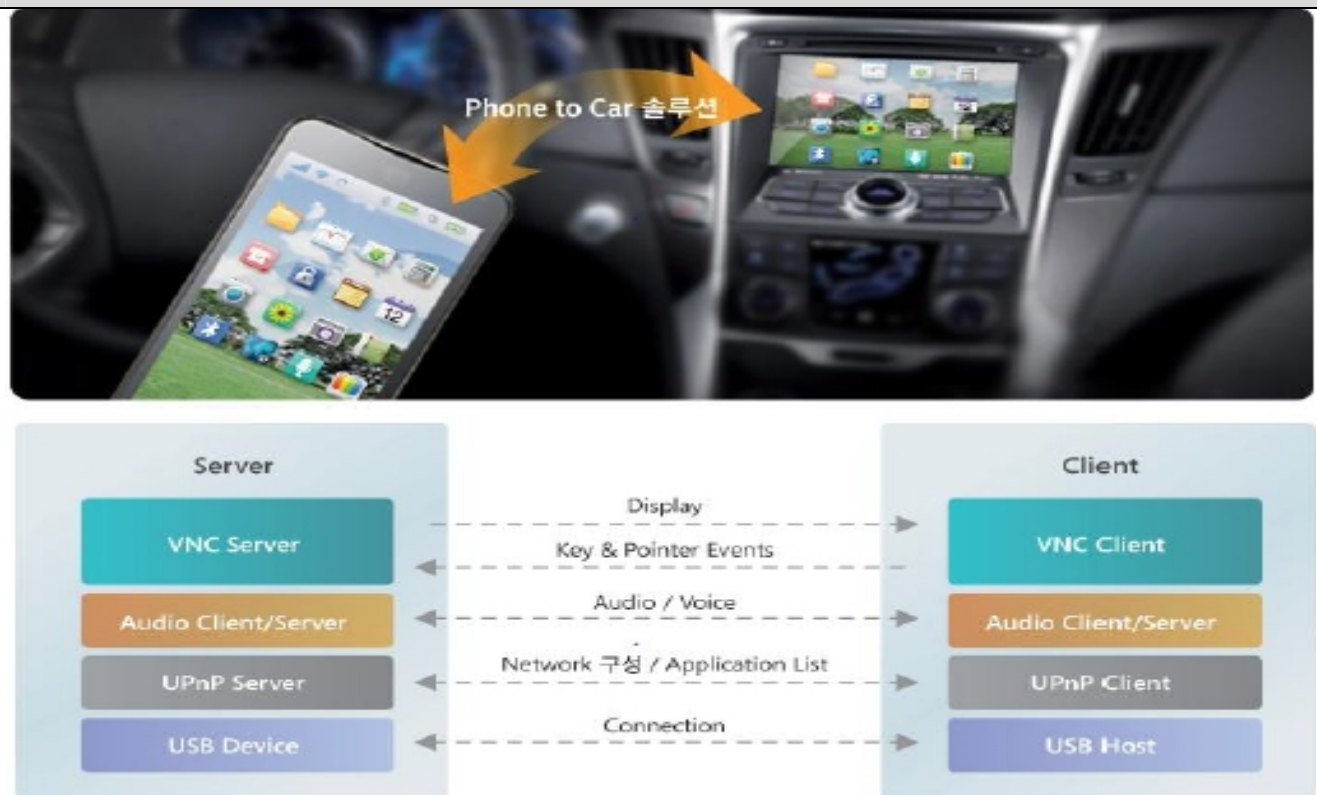 Phone to Car 솔루션
12
12
Server
Client
VNC Server
Display
Key & Pointer Events
VNC Client
Audio Client/Server
Audio / Voice
Audio Client/Server
UPnP Server
Network 구성 / Application List
UPnP Client
USB Device
Connection
USB Host